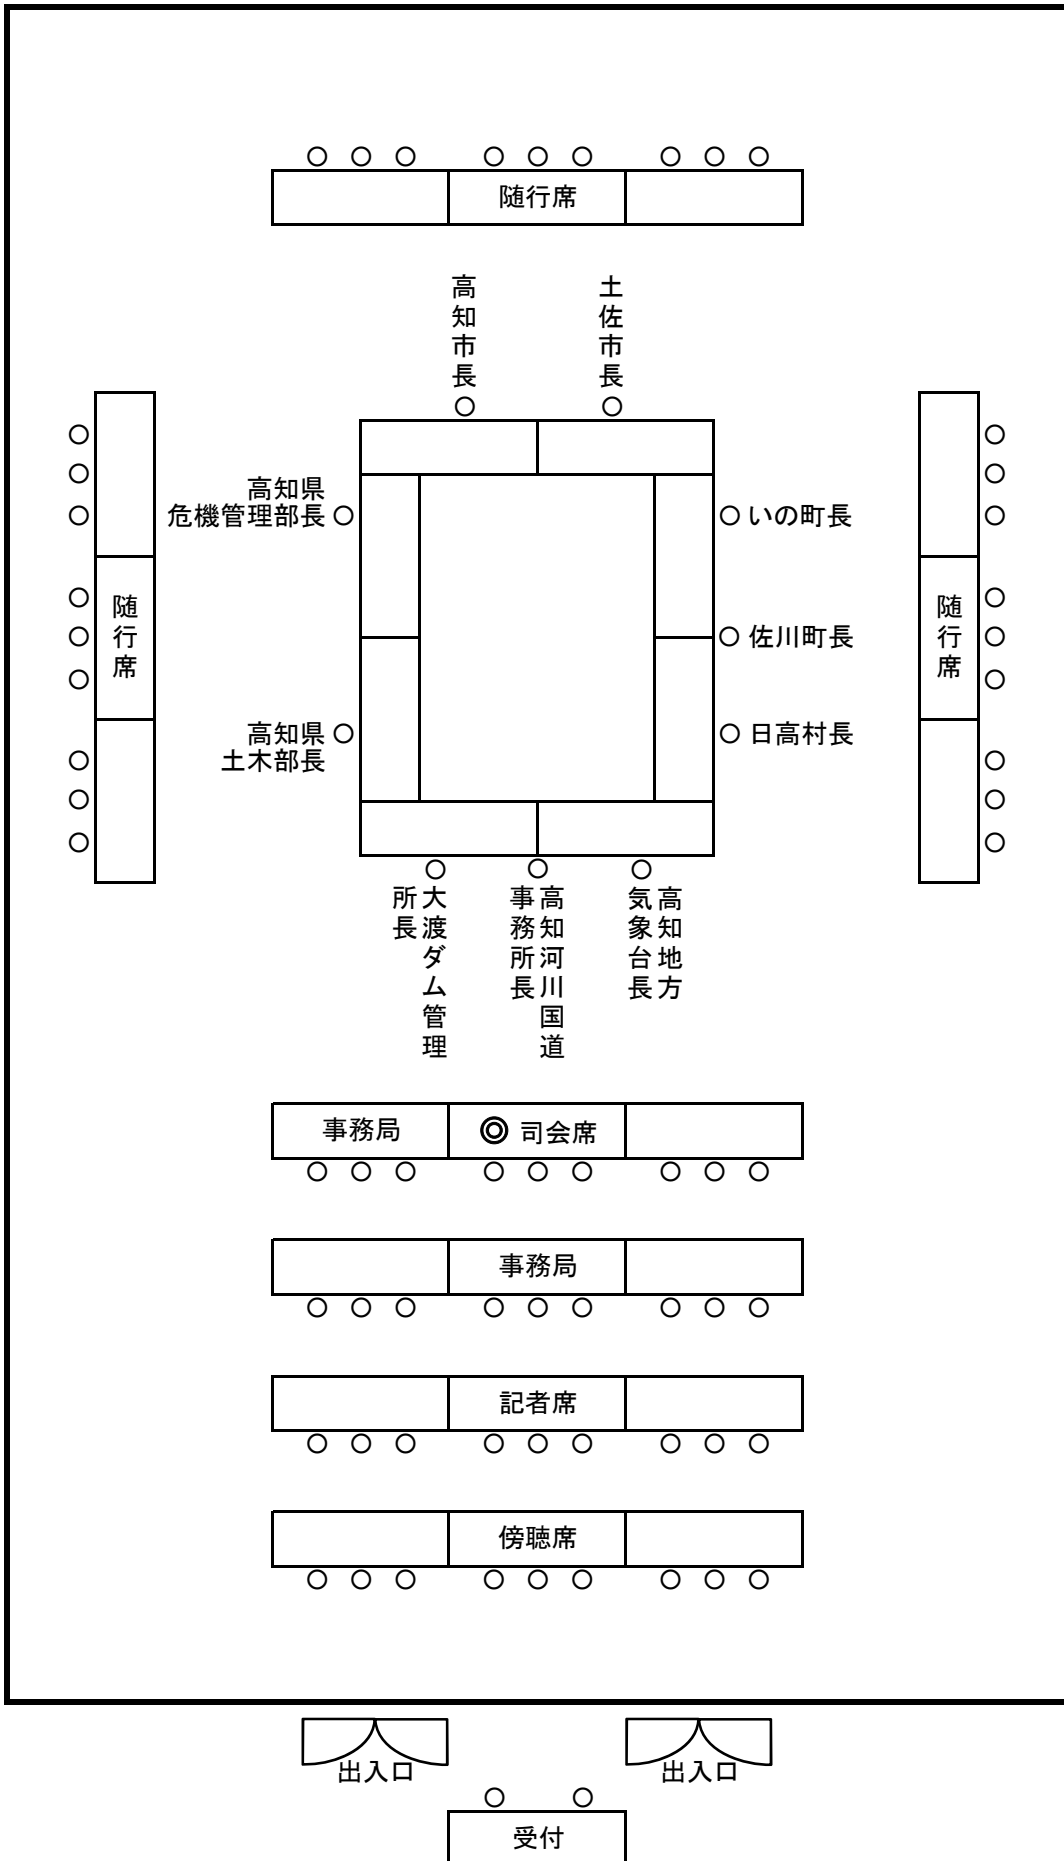 随行席
高知市長
土佐市長
高知県
危機管理部長
いの町長
随行席
随行席
佐川町長
高知県
土木部長
日高村長
大渡ダム管理
所長
高知河川国道
事務所長
高知地方
気象台長
事務局
◎ 司会席
事務局
記者席
傍聴席
出入口
出入口
受付